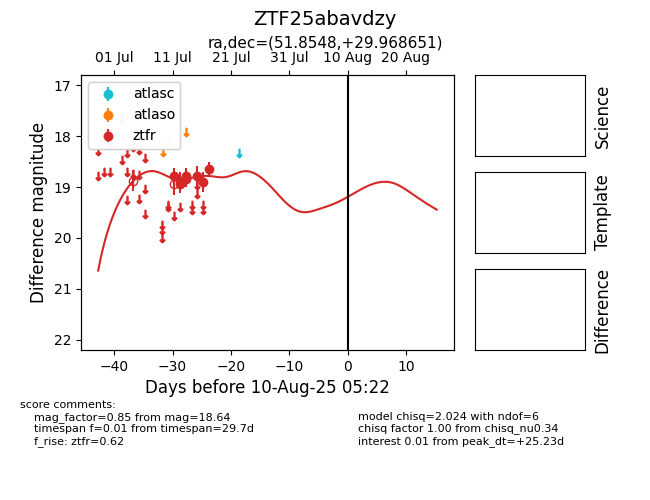 ZTF25abavdzy
ra,dec=(51.8548,+29.968651)
01 Jul 11 Jul 21 Jul 31 Jul 10 Aug 20 Aug
17
18
19
20
21
22
Difference magnitude
atlasc
atlaso
ztfr
−40 −30 −20 −10 0 10
Days before 10-Aug-25 05:22
Science
Template
Difference
score comments:
mag_factor=0.85 from mag=18.64
timespan f=0.01 from timespan=29.7d
f_rise: ztfr=0.62
model chisq=2.024 with ndof=6
chisq factor 1.00 from chisq_nu0.34
interest 0.01 from peak_dt=+25.23d